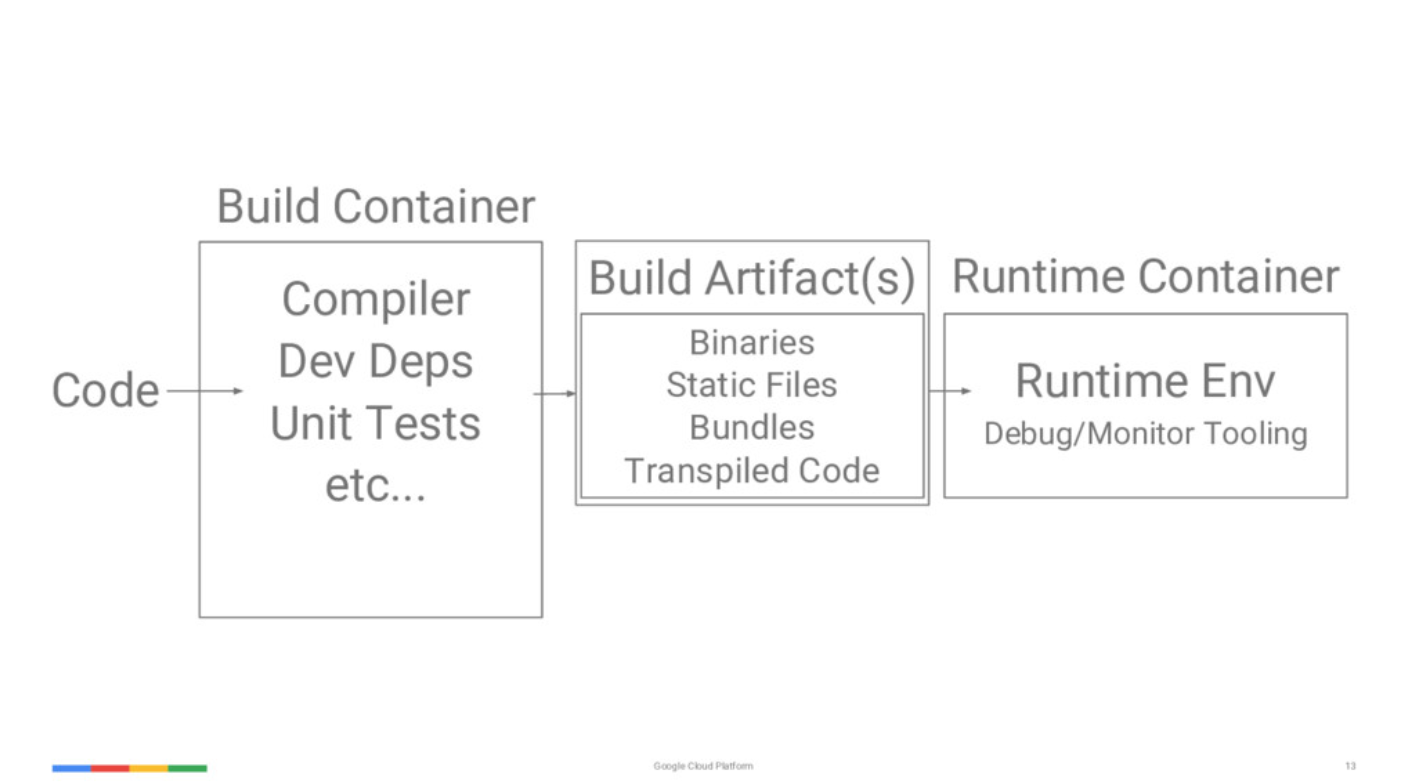 Build Container
Compiler
Dev Deps
Unit Tests
etc...
Code
Build Artifact(s)
Binaries
Static Files
Bundles
Transpiled Code
Runtime Container
Runtime Env
Debug/Monitor Tooling
Google Cloud Platform
13